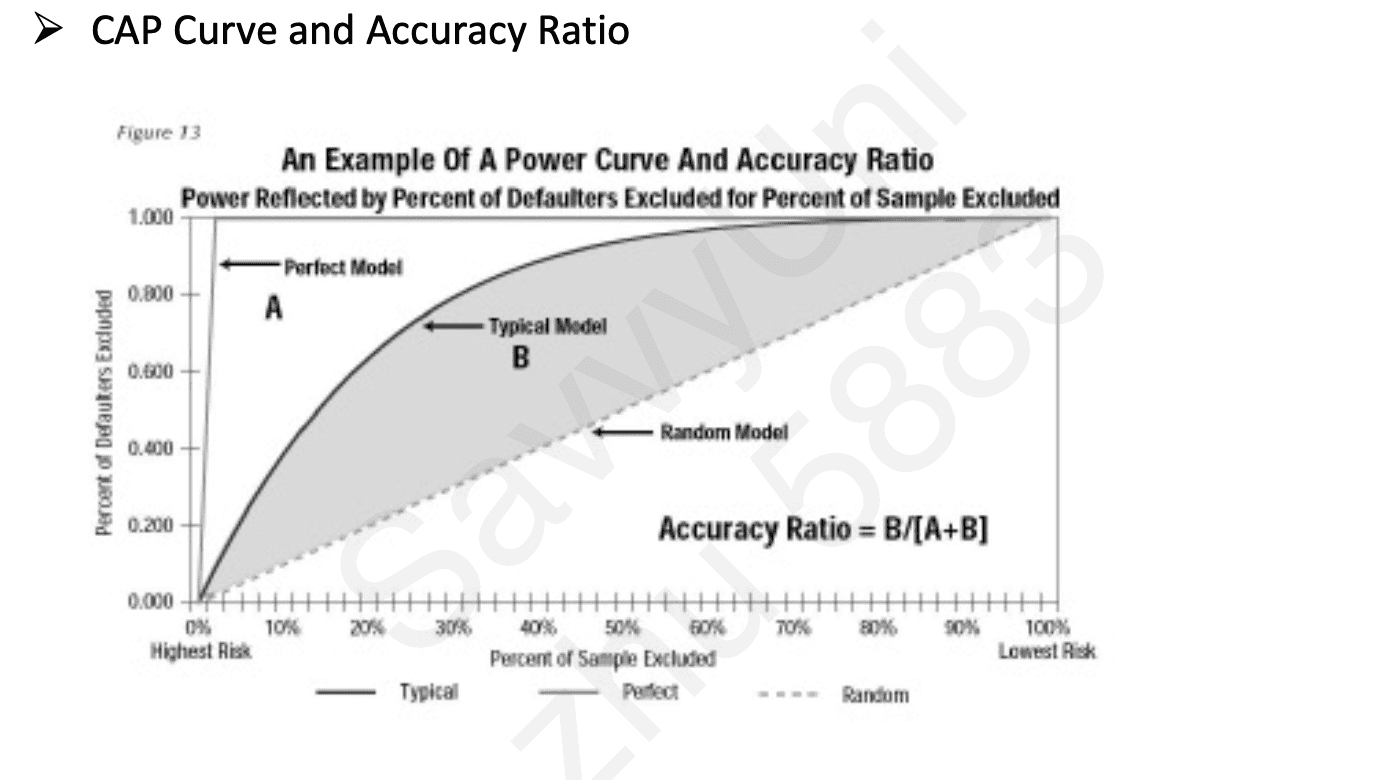 ➢ CAP Curve and Accuracy Ratio
Figure 13
An Example Of A Power Curve And Accuracy Ratio
Power Reflected by Percent of Defaulters Excluded for Percent of Sample Excluded
Percent of Defaulters Excluded
1.000
0.800
0.600
0.400
0.200
0.000
Perfect Model
A
Typical Model
B
Random Model
Accuracy Ratio = B/[A+B]
0% 10% 20% 30% 40% 50% 60% 70% 80% 90% 100%
Highest Risk
Percent of Sample Excluded
Lowest Risk
Typical Perfect Random
SavvyUni
zhu 5883